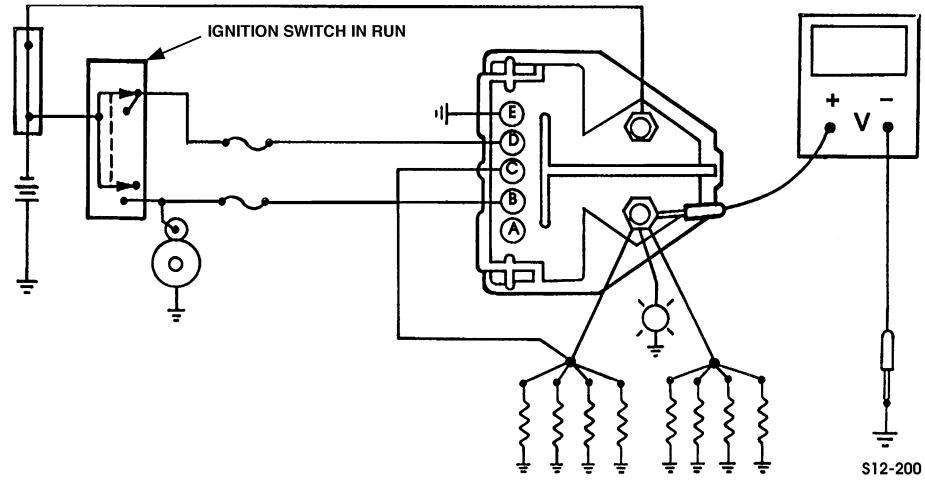 IGNITION SWITCH IN RUN
E
D
C
B
A
+ −
V
S12-200